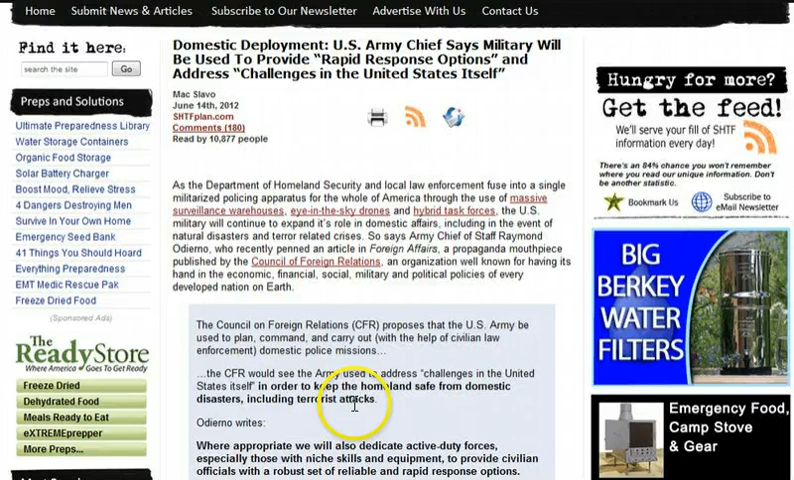 Home Submit News & Articles Subscribe to Our Newsletter Advertise With Us Contact Us
Find it here:
search the site Go
Preps and Solutions
Ultimate Preparedness Library
Water Storage Containers
Organic Food Storage
Solar Battery Charger
Boost Mood, Relieve Stress
4 Dangers Destroying Men
Survive In Your Own Home
Emergency Seed Bank
41 Things You Should Hoard
Everything Preparedness
EMT Medic Rescue Pak
Freeze Dried Food
(Sponsored Ads)
The
ReadyStore
Where America Goes To Get Ready
Freeze Dried
Dehydrated Food
Meals Ready to Eat
eXTREMEprepper
More Preps...
Domestic Deployment: U.S. Army Chief Says Military Will
Be Used To Provide “Rapid Response Options” and
Address “Challenges in the United States Itself”
Mac Slavo
June 14th, 2012
SHTFplan.com
Comments (180)
Read by 10,877 people
As the Department of Homeland Security and local law enforcement fuse into a single
militarized policing apparatus for the whole of America through the use of massive
surveillance warehouses, eye-in-the-sky drones and hybrid task forces, the U.S.
military will continue to expand it’s role in domestic affairs, including in the event of
natural disasters and terror related crises. So says Army Chief of Staff Raymond
Odierno, who recently penned an article in Foreign Affairs, a propaganda mouthpiece
published by the Council of Foreign Relations, an organization well known for having its
hand in the economic, financial, social, military and political policies of every
developed nation on Earth.
The Council on Foreign Relations (CFR) proposes that the U.S. Army be
used to plan, command, and carry out (with the help of civilian law
enforcement) domestic police missions…
…the CFR would see the Army used to address “challenges in the United
States itself” in order to keep the homeland safe from domestic
disasters, including terrorist attacks.
Odierno writes:
Where appropriate we will also dedicate active-duty forces,
especially those with niche skills and equipment, to provide civilian
officials with a robust set of reliable and rapid response options.
Hungry for more?
Get the feed!
We'll serve your fill of SHTF
information every day!
There's an 84% chance you won't remember
where you read our unique information. Don't
be another statistic.
Bookmark Us
Subscribe to
eMail Newsletter
BIG
BERKEY
WATER
FILTERS
Emergency Food,
Camp Stove
& Gear